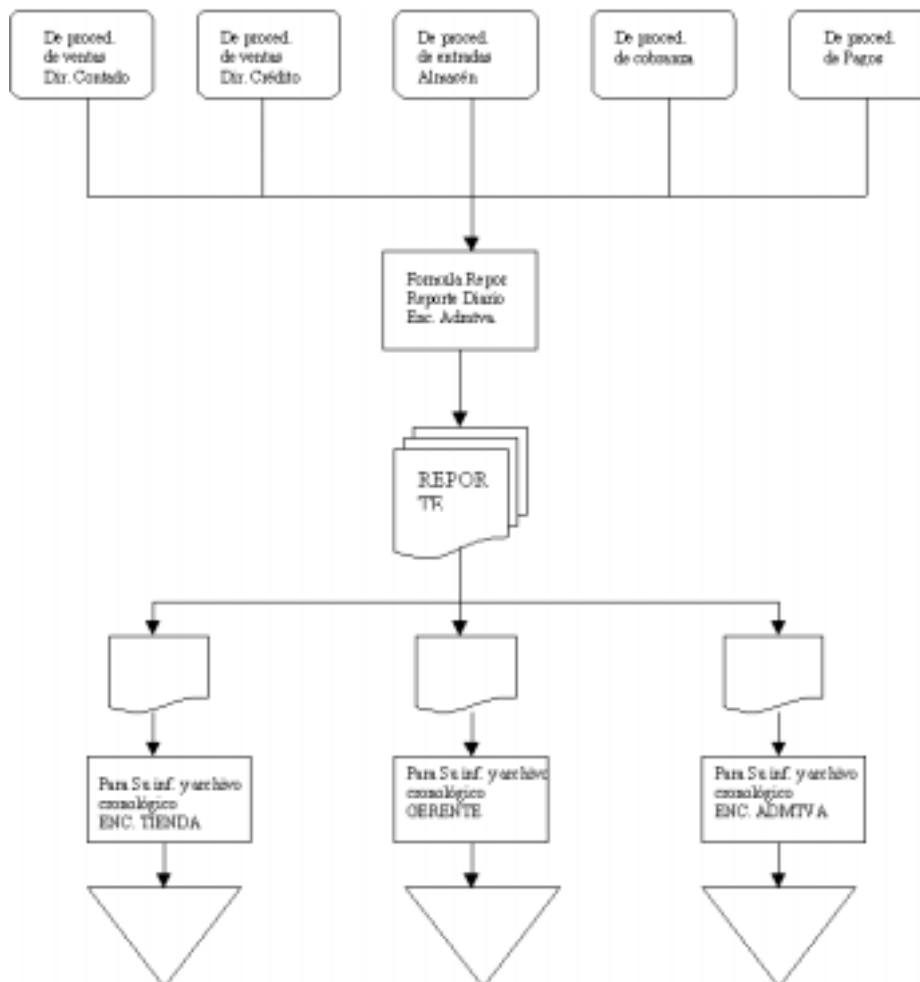 De proced.
de ventas
Dir. Contado
De proced.
de ventas
Dir. Crédito
De proced.
de entradas
Almacén
De proced.
de cobranza
De proced.
de Pagos
Formula Repor
Reporte Diario
Enc. Admtva.
REPOR
TE
Para Su inf. y archivo
cronológico
ENC. TIENDA
Para Su inf. y archivo
cronológico
GERENTE
Para Su inf. y archivo
cronológico
ENC. ADMTVA